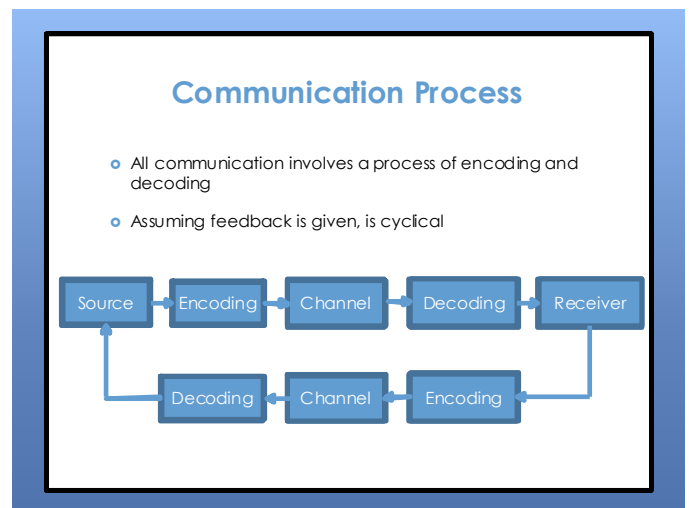 Communication Process
All communication involves a process of encoding and
decoding
Assuming feedback is given, is cyclical
Source Encoding Channel Decoding Receiver
Decoding Channel Encoding